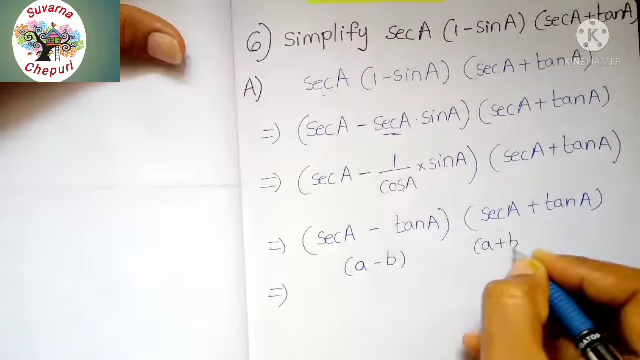 Suvarna
Chepuri
6) Simplify secA (1-sinA) (secA+tanA)
KINEMASTER
A) secA (1-sinA) (secA+tanA)
=> (secA - secA·sinA) (secA+tanA)
=> (secA - 1/cosA × sinA) (secA+tanA)
=> (secA - tanA) (secA + tanA)
(a-b) (a+b
=>